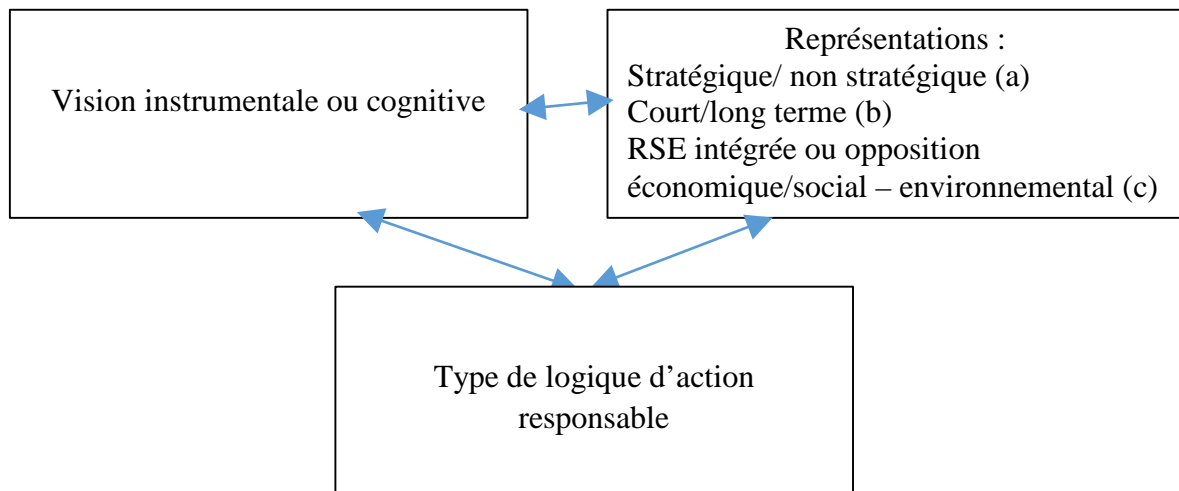 Vision instrumentale ou cognitive
Représentations :
Stratégique/ non stratégique (a)
Court/long terme (b)
RSE intégrée ou opposition
économique/social – environnemental (c)
Type de logique d’action
responsable